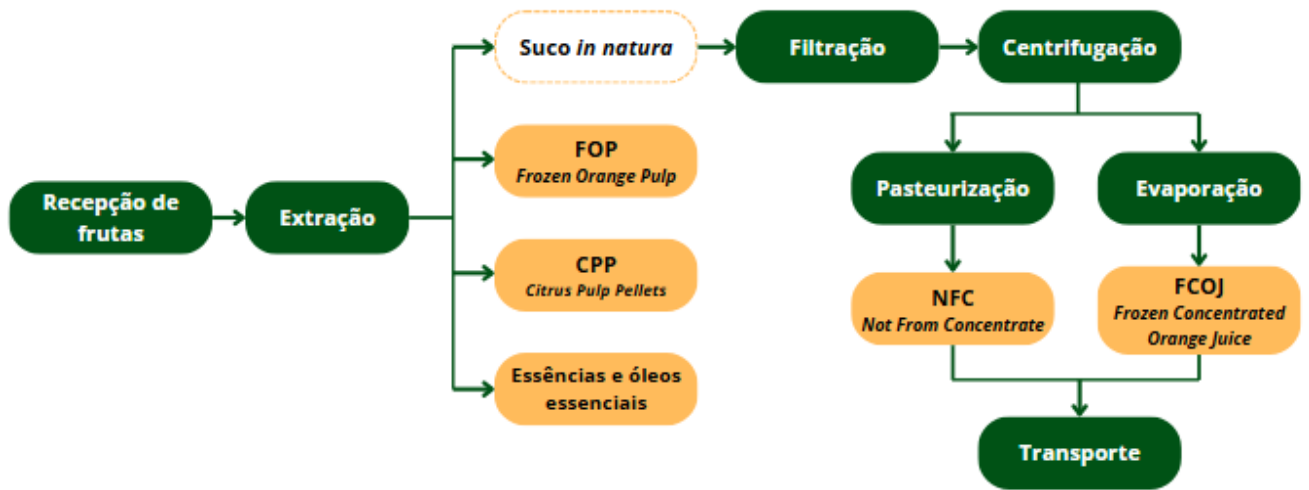 Recepção de
frutas
Extração
Suco in natura
FOP
Frozen Orange Pulp
CPP
Citrus Pulp Pellets
Essências e óleos
essenciais
Filtração
Centrifugação
Pasteurização
Evaporação
NFC
Not From Concentrate
FCOJ
Frozen Concentrated
Orange Juice
Transporte